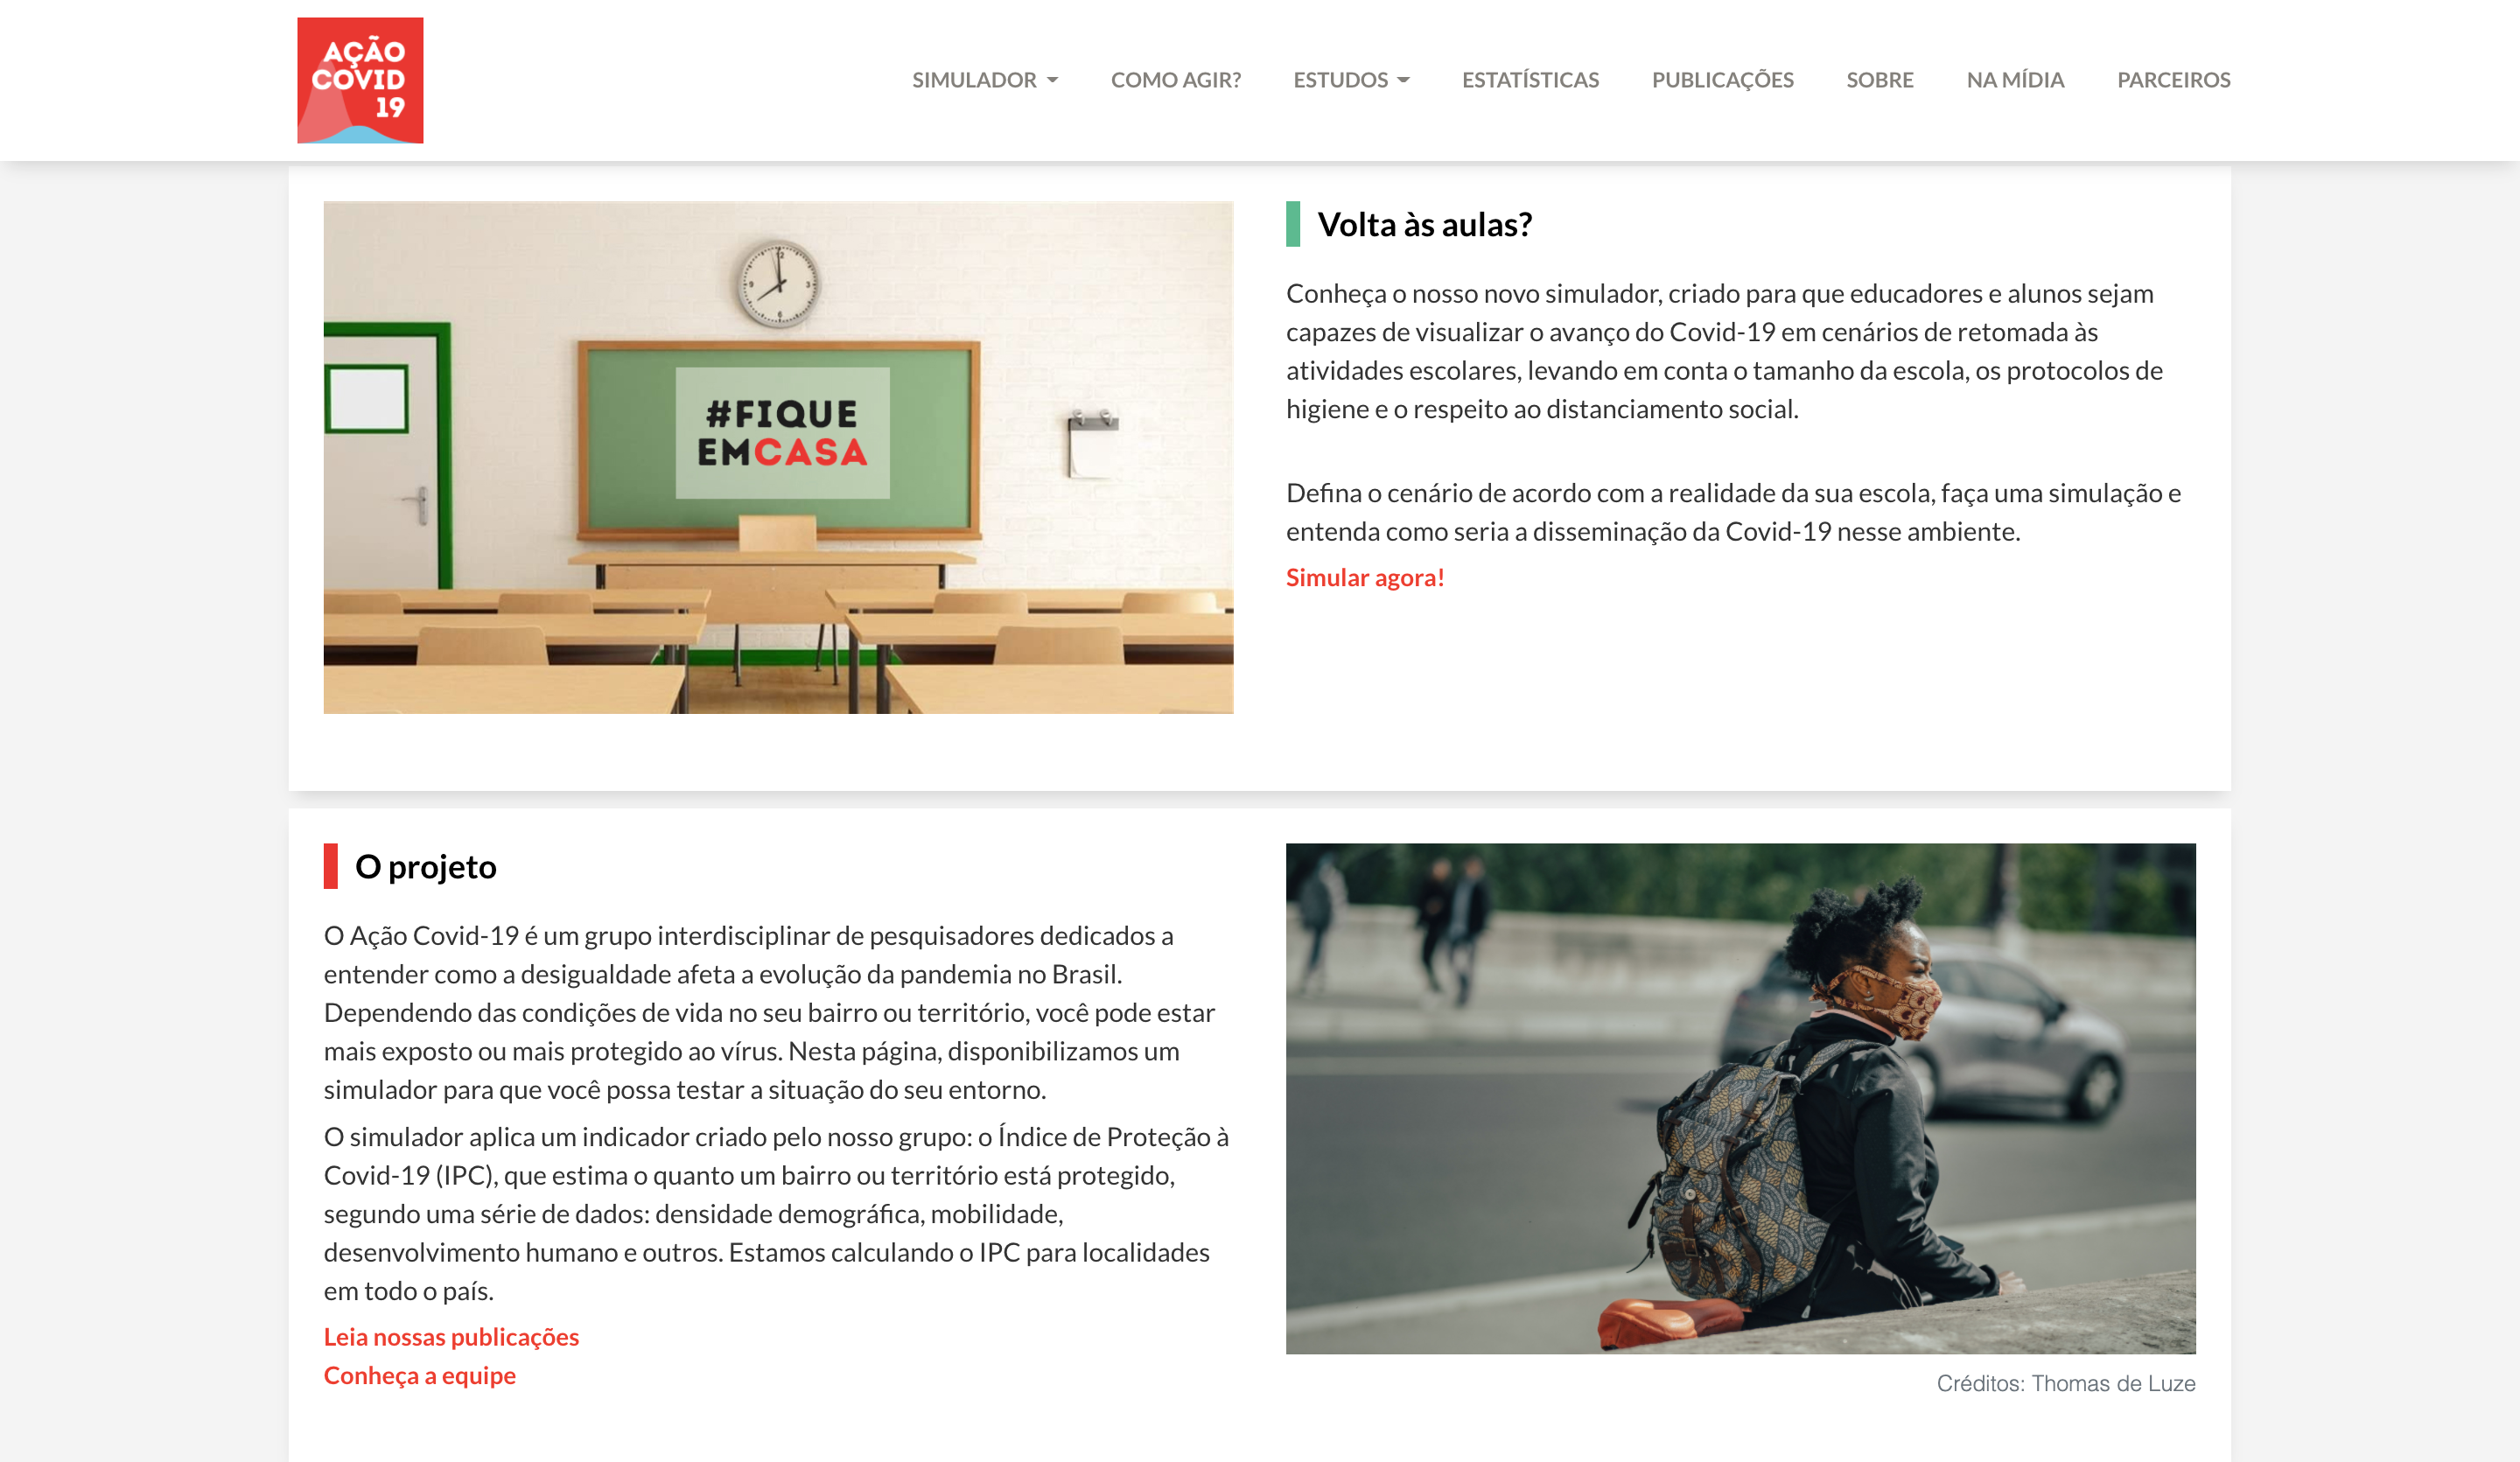 AÇÃO
COVID
19
SIMULADOR
COMO AGIR?
ESTUDOS
ESTATÍSTICAS
PUBLICAÇÕES
SOBRE
NA MÍDIA
PARCEIROS
12
3
6
9
#FIQUE
EMCASA
Volta às aulas?
Conheça o nosso novo simulador, criado para que educadores e alunos sejam
capazes de visualizar o avanço do Covid-19 em cenários de retomada às
atividades escolares, levando em conta o tamanho da escola, os protocolos de
higiene e o respeito ao distanciamento social.
Defina o cenário de acordo com a realidade da sua escola, faça uma simulação e
entenda como seria a disseminação da Covid-19 nesse ambiente.
Simular agora!
O projeto
O Ação Covid-19 é um grupo interdisciplinar de pesquisadores dedicados a
entender como a desigualdade afeta a evolução da pandemia no Brasil.
Dependendo das condições de vida no seu bairro ou território, você pode estar
mais exposto ou mais protegido ao vírus. Nesta página, disponibilizamos um
simulador para que você possa testar a situação do seu entorno.
O simulador aplica um indicador criado pelo nosso grupo: o Índice de Proteção à
Covid-19 (IPC), que estima o quanto um bairro ou território está protegido,
segundo uma série de dados: densidade demográfica, mobilidade,
desenvolvimento humano e outros. Estamos calculando o IPC para localidades
em todo o país.
Leia nossas publicações
Conheça a equipe
Créditos: Thomas de Luze